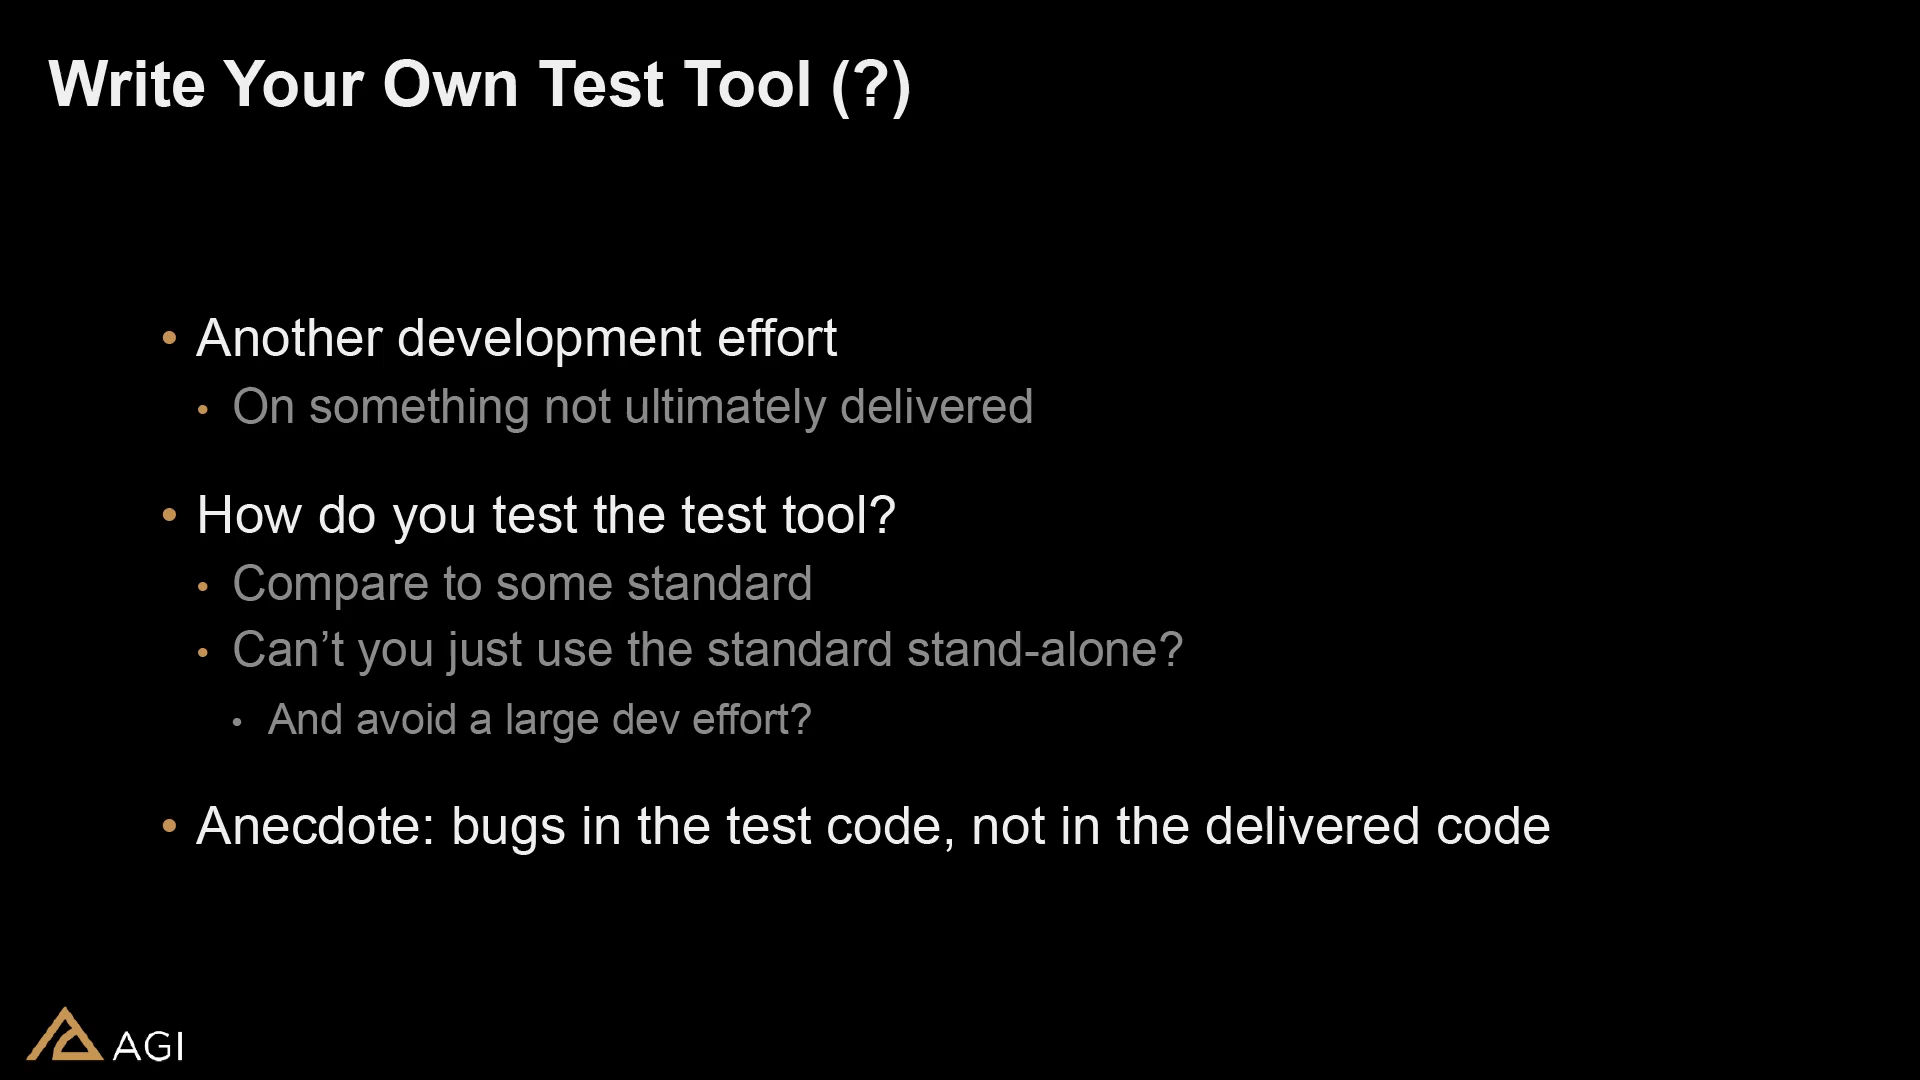 Write Your Own Test Tool (?)
• Another development effort
• On something not ultimately delivered
• How do you test the test tool?
• Compare to some standard
• Can’t you just use the standard stand-alone?
• And avoid a large dev effort?
• Anecdote: bugs in the test code, not in the delivered code
AGI